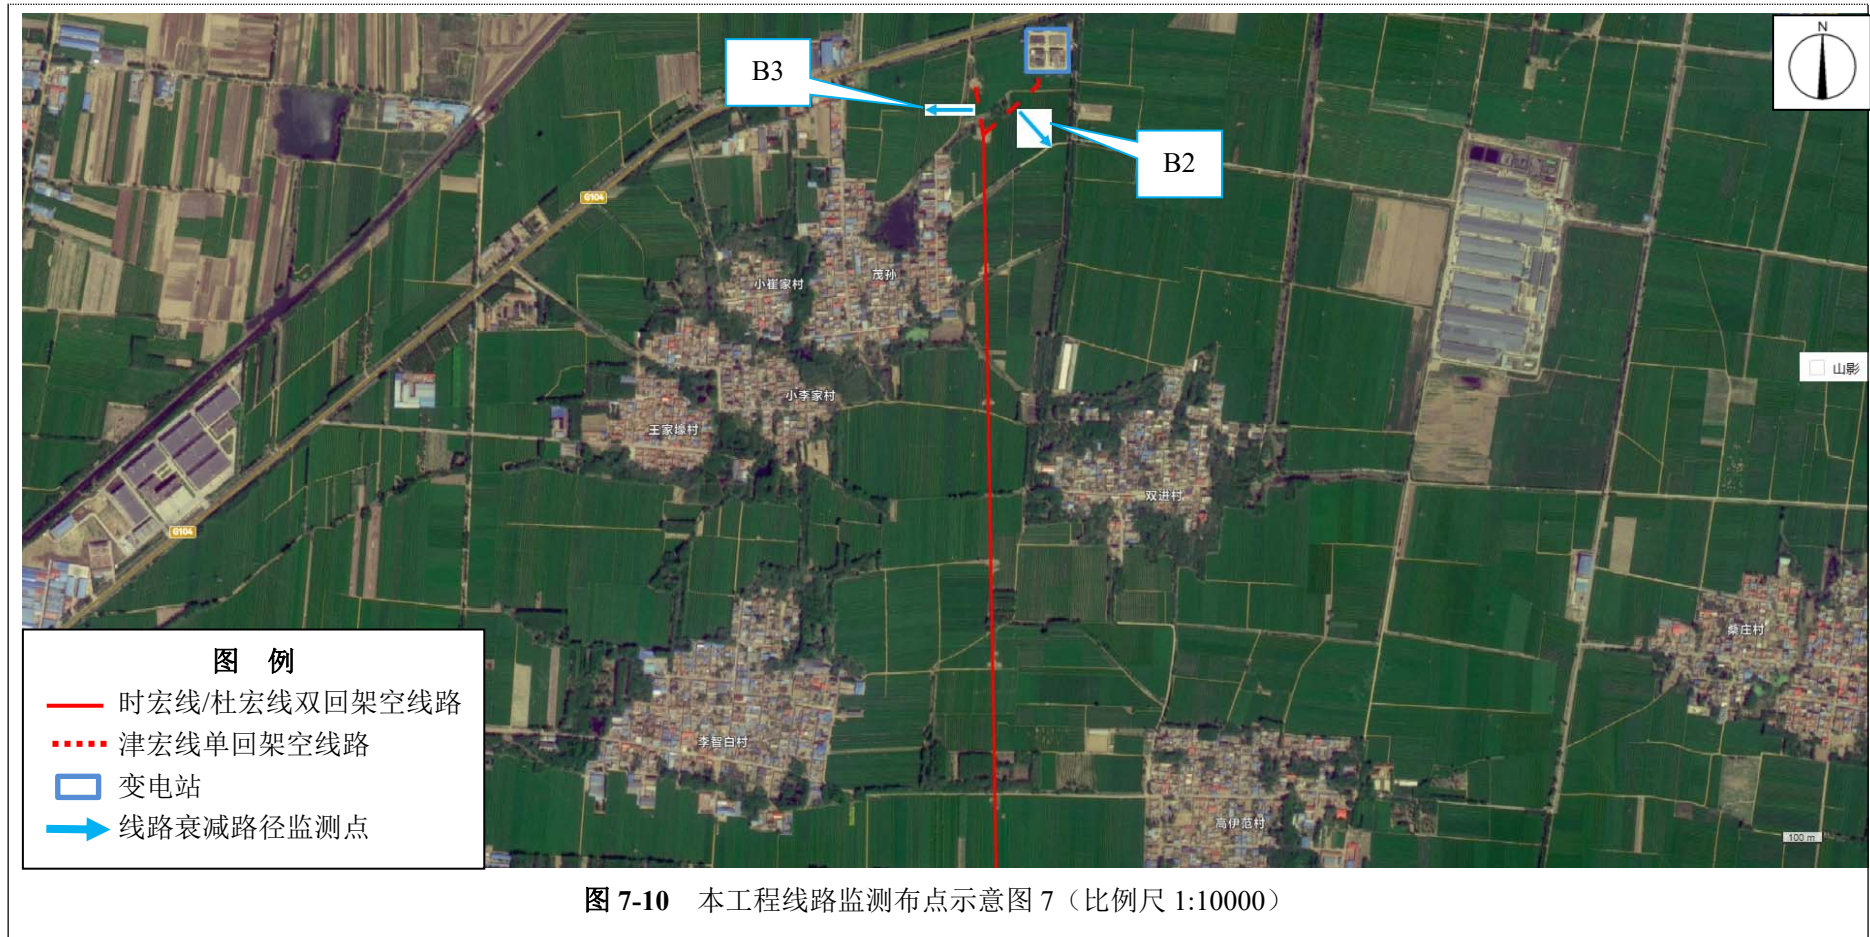 N
B3
B2
G104
茂孙
小崔家村
山影
小李家村
王家壕村
双进村
G104
桑庄村
图 例
时宏线/杜宏线双回架空线路
津宏线单回架空线路
变电站
线路衰减路径监测点
李智白村
高伊范村
100 m
图 7-10 本工程线路监测布点示意图 7（比例尺 1:10000）